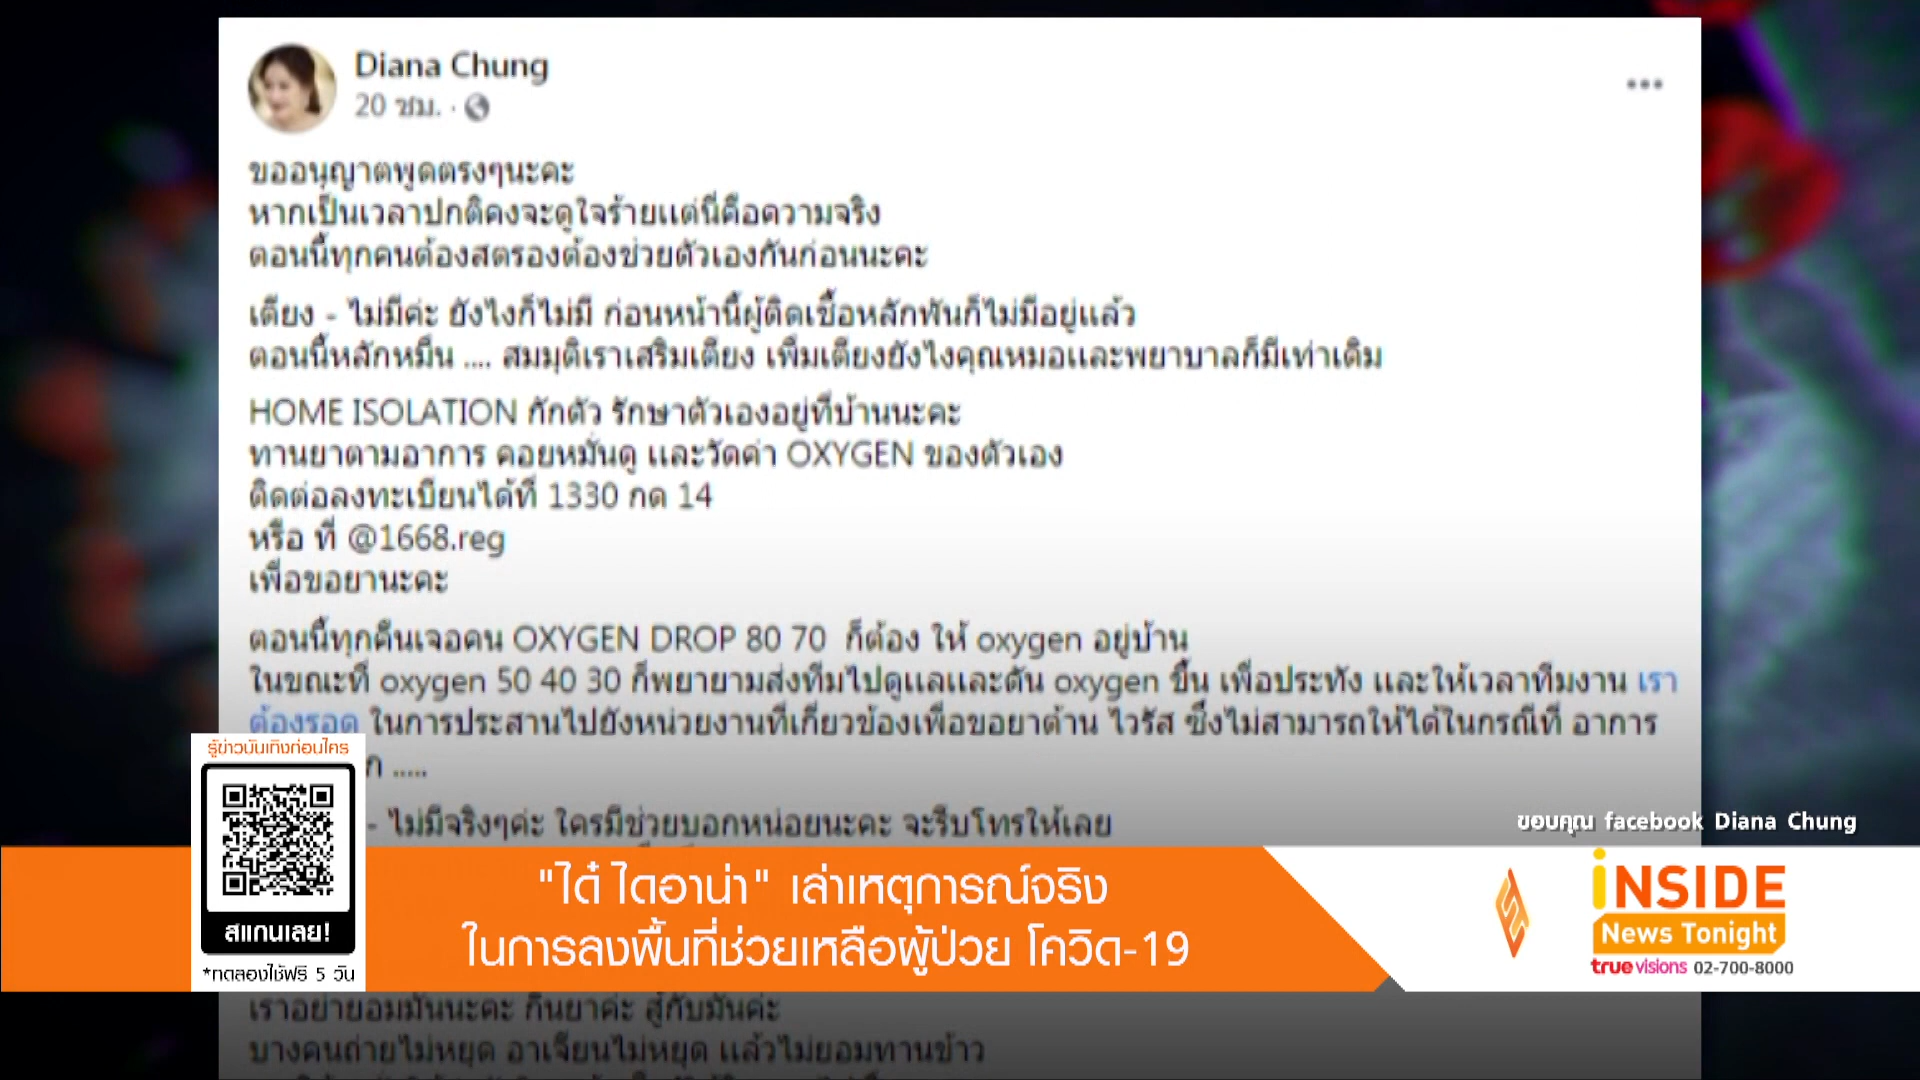 Diana Chung
20 ชม.
ขออนุญาตพูดตรงๆนะคะ
หากเป็นเวลาปกติคงจะดูใจร้ายแต่นี่คือความจริง
ตอนนี้ทุกคนต้องสตรองต้องช่วยตัวเองกันก่อนนะคะ
เตียง - ไม่มีค่ะ ยังไงก็ไม่มี ก่อนหน้านี้ผู้ติดเชื้อหลักพันก็ไม่มีอยู่แล้ว
ตอนนี้หลักหมื่น .... สมมุติเราเสริมเตียง เพิ่มเตียงยังไงคุณหมอและพยาบาลก็มีเท่าเดิม
HOME ISOLATION กักตัว รักษาตัวเองอยู่ที่บ้านนะคะ
ทานยาตามอาการ คอยหมั่นดู และวัดค่า OXYGEN ของตัวเอง
ติดต่อลงทะเบียนได้ที่ 1330 กด 14
หรือ ที่ @1668.reg
เพื่อขอยานะคะ
ตอนนี้ทุกคืนเจอคน OXYGEN DROP 80 70 ก็ต้อง ให้ oxygen อยู่บ้าน
ในขณะที่ oxygen 50 40 30 ก็พยายามส่งทีมไปดูแลและดัน oxygen ขึ้น เพื่อประทัง และให้เวลาทีมงาน เรา
ต้องรอด ในการประสานไปยังหน่วยงานที่เกี่ยวข้องเพื่อขอยาต้าน ไวรัส ซึ่งไม่สามารถให้ได้ในกรณีที่ อาการ
ก .....
- ไม่มีจริงๆค่ะ ใครมีช่วยบอกหน่อยนะคะ จะรีบโทรให้เลย
ขอบคุณ facebook Diana Chung
รู้ข่าวบันเทิงก่อนใคร
สแกนเลย!
*ทดลองใช้ฟรี 5 วัน
"ได๋ ไดอาน่า" เล่าเหตุการณ์จริง
ในการลงพื้นที่ช่วยเหลือผู้ป่วย โควิด-19
iNSIDE
News Tonight
truevisions 02-700-8000
เราอย่ายอมมันนะคะ กินยาค่ะ สู้กับมันค่ะ
บางคนถ่ายไม่หยุด อาเจียนไม่หยุด แล้วไม่ยอมทานข้าว